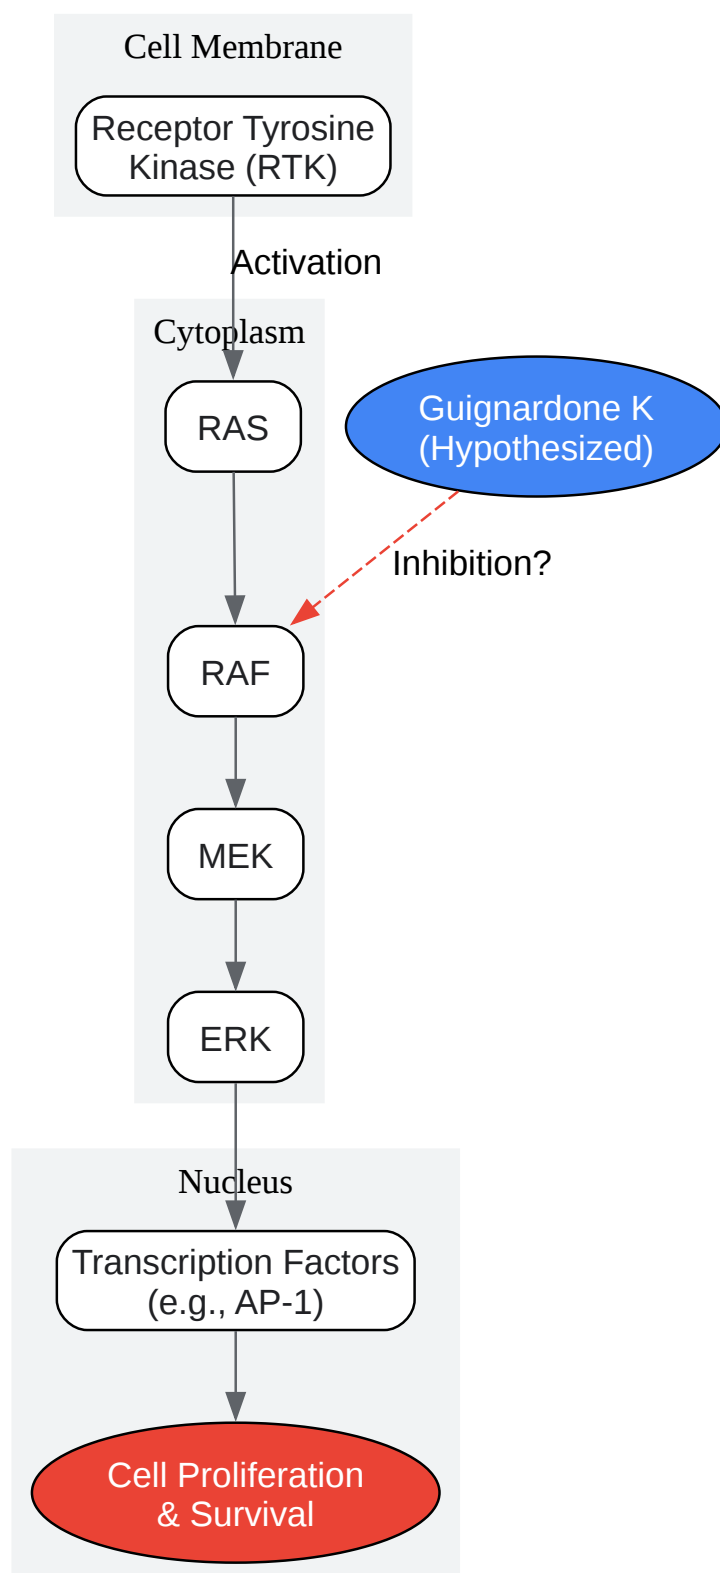 Cell Membrane
Receptor Tyrosine
Kinase (RTK)
Activation
Cytoplasm
RAS
Guignardone K
(Hypothesized)
Inhibition?
RAF
MEK
ERK
Nucleus
Transcription Factors
(e.g., AP-1)
Cell Proliferation
& Survival